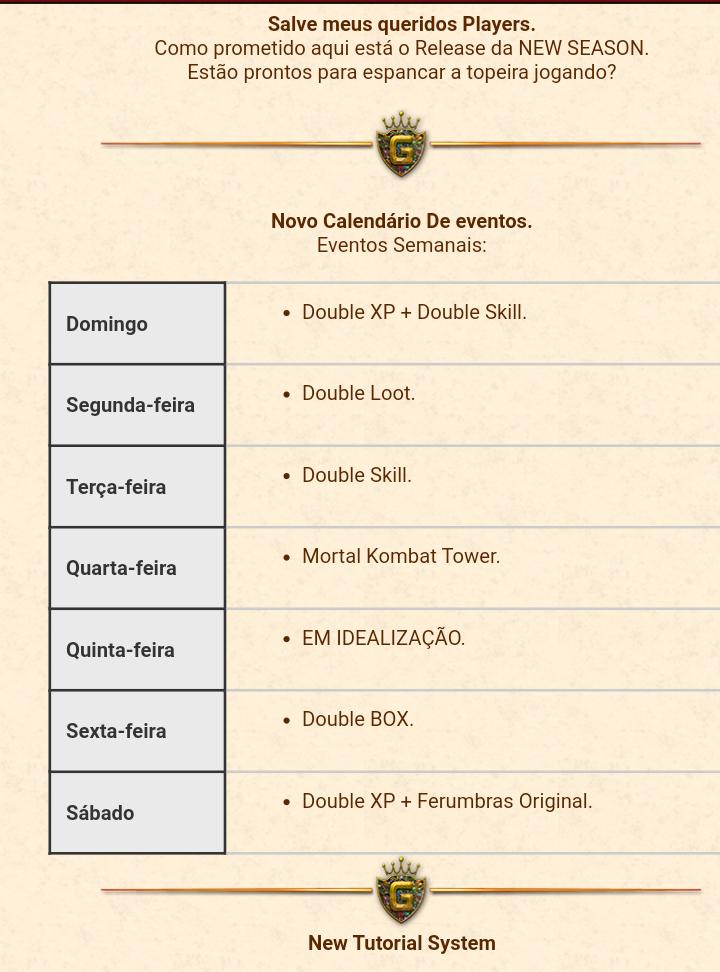 Salve meus queridos Players.
Como prometido aqui está o Release da NEW SEASON.
Estão prontos para espancar a topeira jogando?
G
Novo Calendário De eventos.
Eventos Semanais:
Domingo
• Double XP + Double Skill.
Segunda-feira
• Double Loot.
Terça-feira
• Double Skill.
Quarta-feira
• Mortal Kombat Tower.
Quinta-feira
• EM IDEALIZAÇÃO.
Sexta-feira
• Double BOX.
Sábado
• Double XP + Ferumbras Original.
G
New Tutorial System